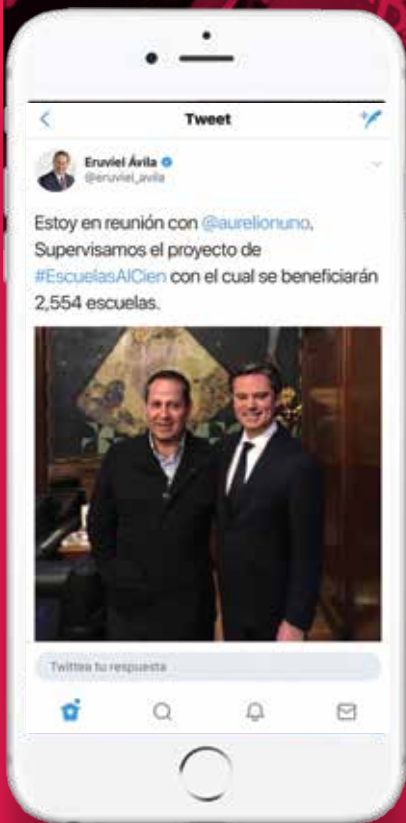 Tweet
Eruviel Ávila
@eruviel_avila
Estoy en reunión con @aurelionuno.
Supervisamos el proyecto de
#EscuelasAlCien con el cual se beneficiarán
2,554 escuelas.
Twittea tu respuesta